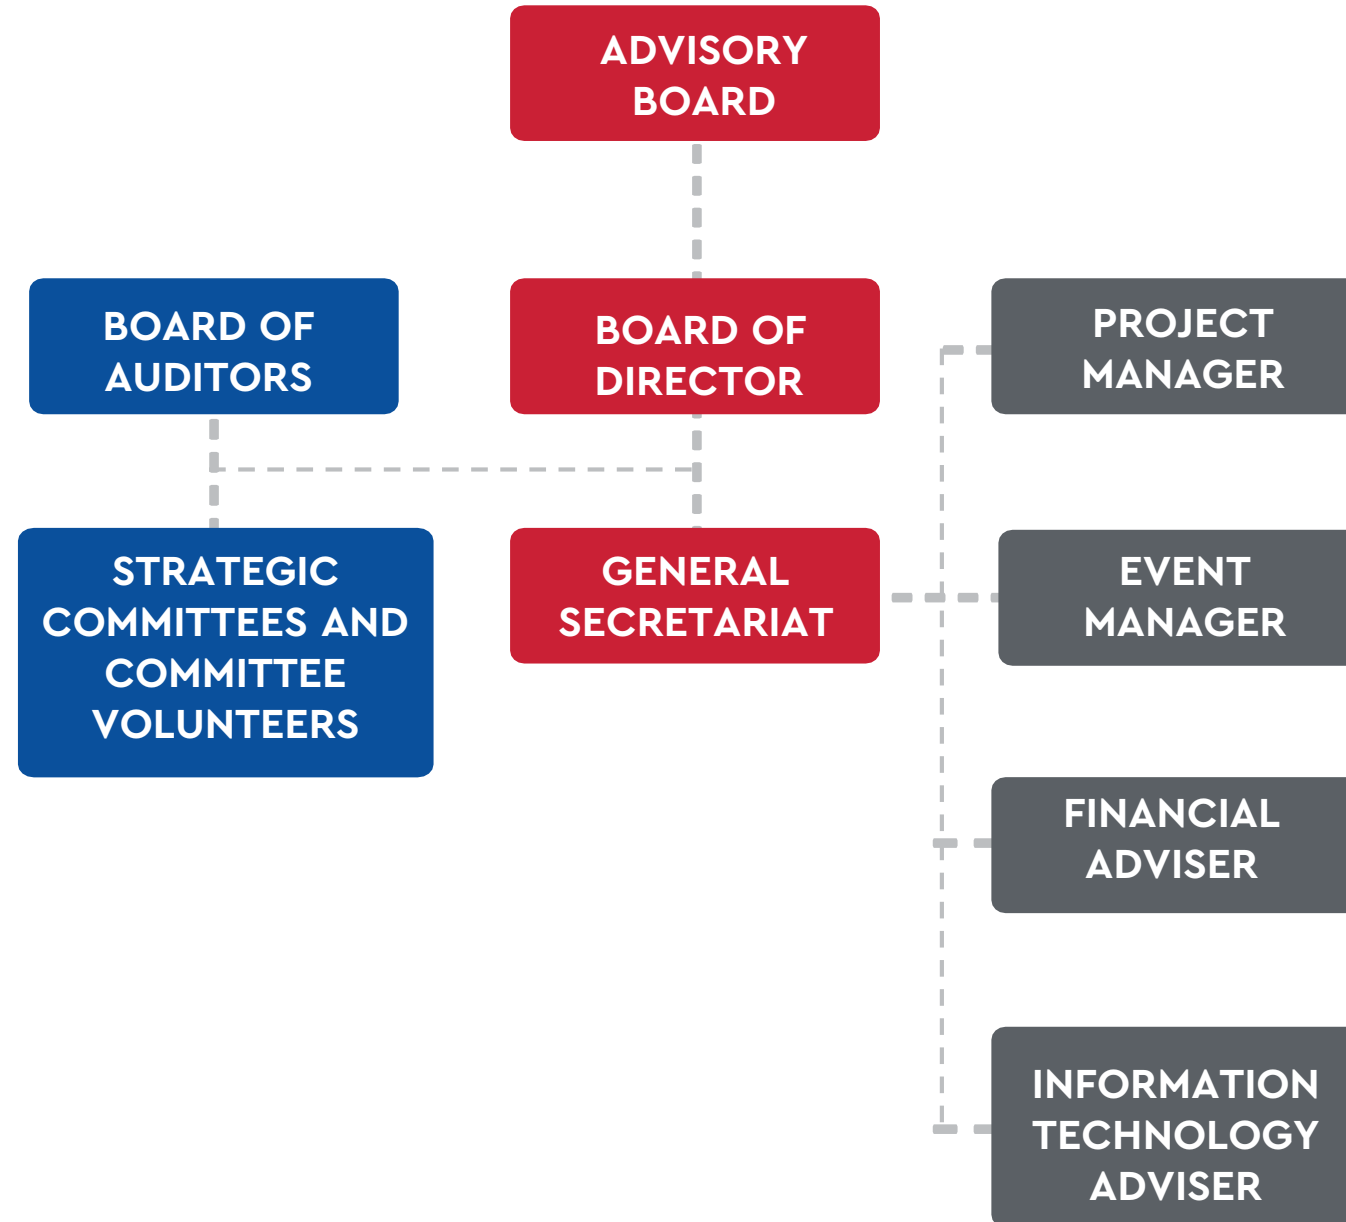 ADVISORY
BOARD
BOARD OF
AUDITORS
BOARD OF
DIRECTOR
PROJECT
MANAGER
STRATEGIC
COMMITTEES AND
COMMITTEE
VOLUNTEERS
GENERAL
SECRETARIAT
EVENT
MANAGER
FINANCIAL
ADVISER
INFORMATION
TECHNOLOGY
ADVISER